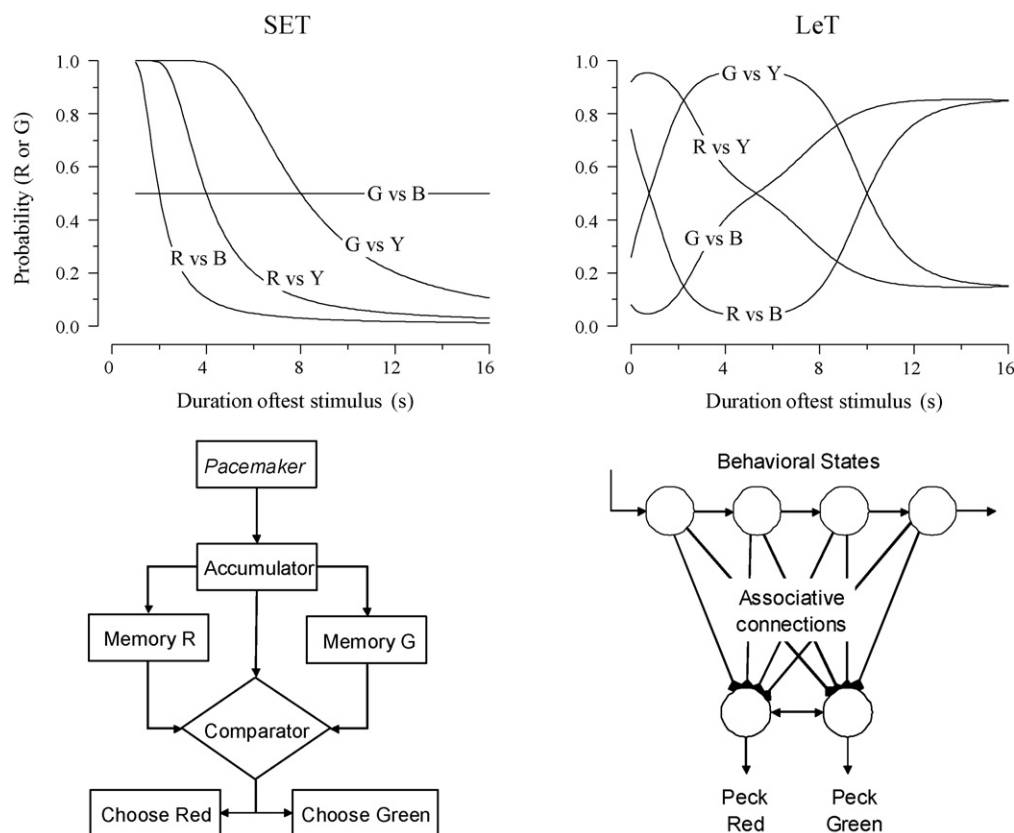 SET
LeT
Probability (R or G)
1.0
0.8
0.6
0.4
0.2
0.0
G vs B
G vs Y
R vs B
R vs Y
0
4
8
12
16
Duration oftest stimulus (s)
1.0
0.8
0.6
0.4
0.2
0.0
G vs Y
R vs Y
G vs B
R vs B
0
4
8
12
16
Duration oftest stimulus (s)
Pacemaker
Accumulator
Memory R
Memory G
Comparator
Choose Red
Choose Green
Behavioral States
Associative
connections
Peck
Red
Peck
Green